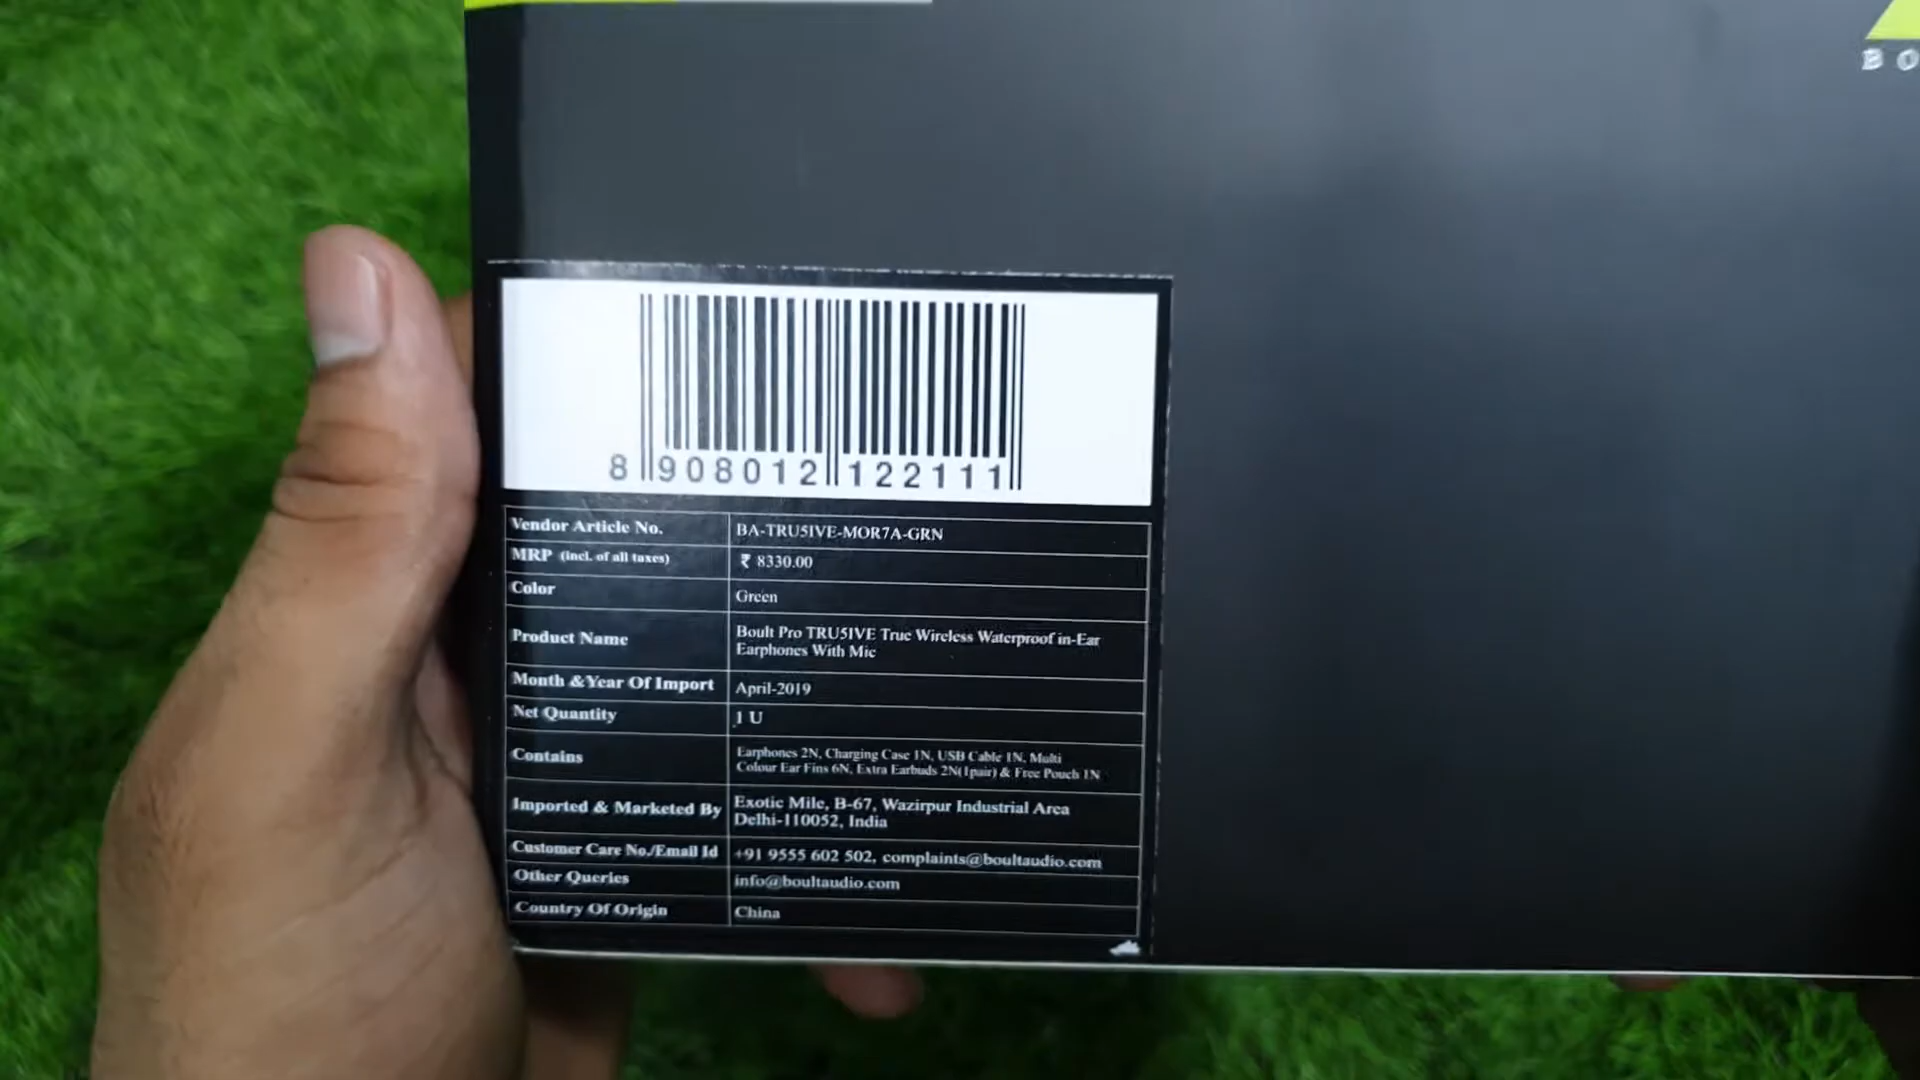 B O
8 908012 122111
Vendor Article No. BA-TRU5IVE-MOR7A-GRN
MRP (incl. of all taxes) ₹ 8330.00
Color Green
Product Name Boult Pro TRU5IVE True Wireless Waterproof in-Ear
Earphones With Mic
Month &Year Of Import April-2019
Net Quantity 1 U
Contains Earphones 2N, Charging Case 1N, USB Cable 1N, Multi
Colour Ear Fins 6N, Extra Earbuds 2N(1pair) & Free Pouch 1N
Imported & Marketed By Exotic Mile, B-67, Wazirpur Industrial Area
Delhi-110052, India
Customer Care No./Email Id +91 9555 602 502, complaints@boultaudio.com
Other Queries info@boultaudio.com
Country Of Origin China